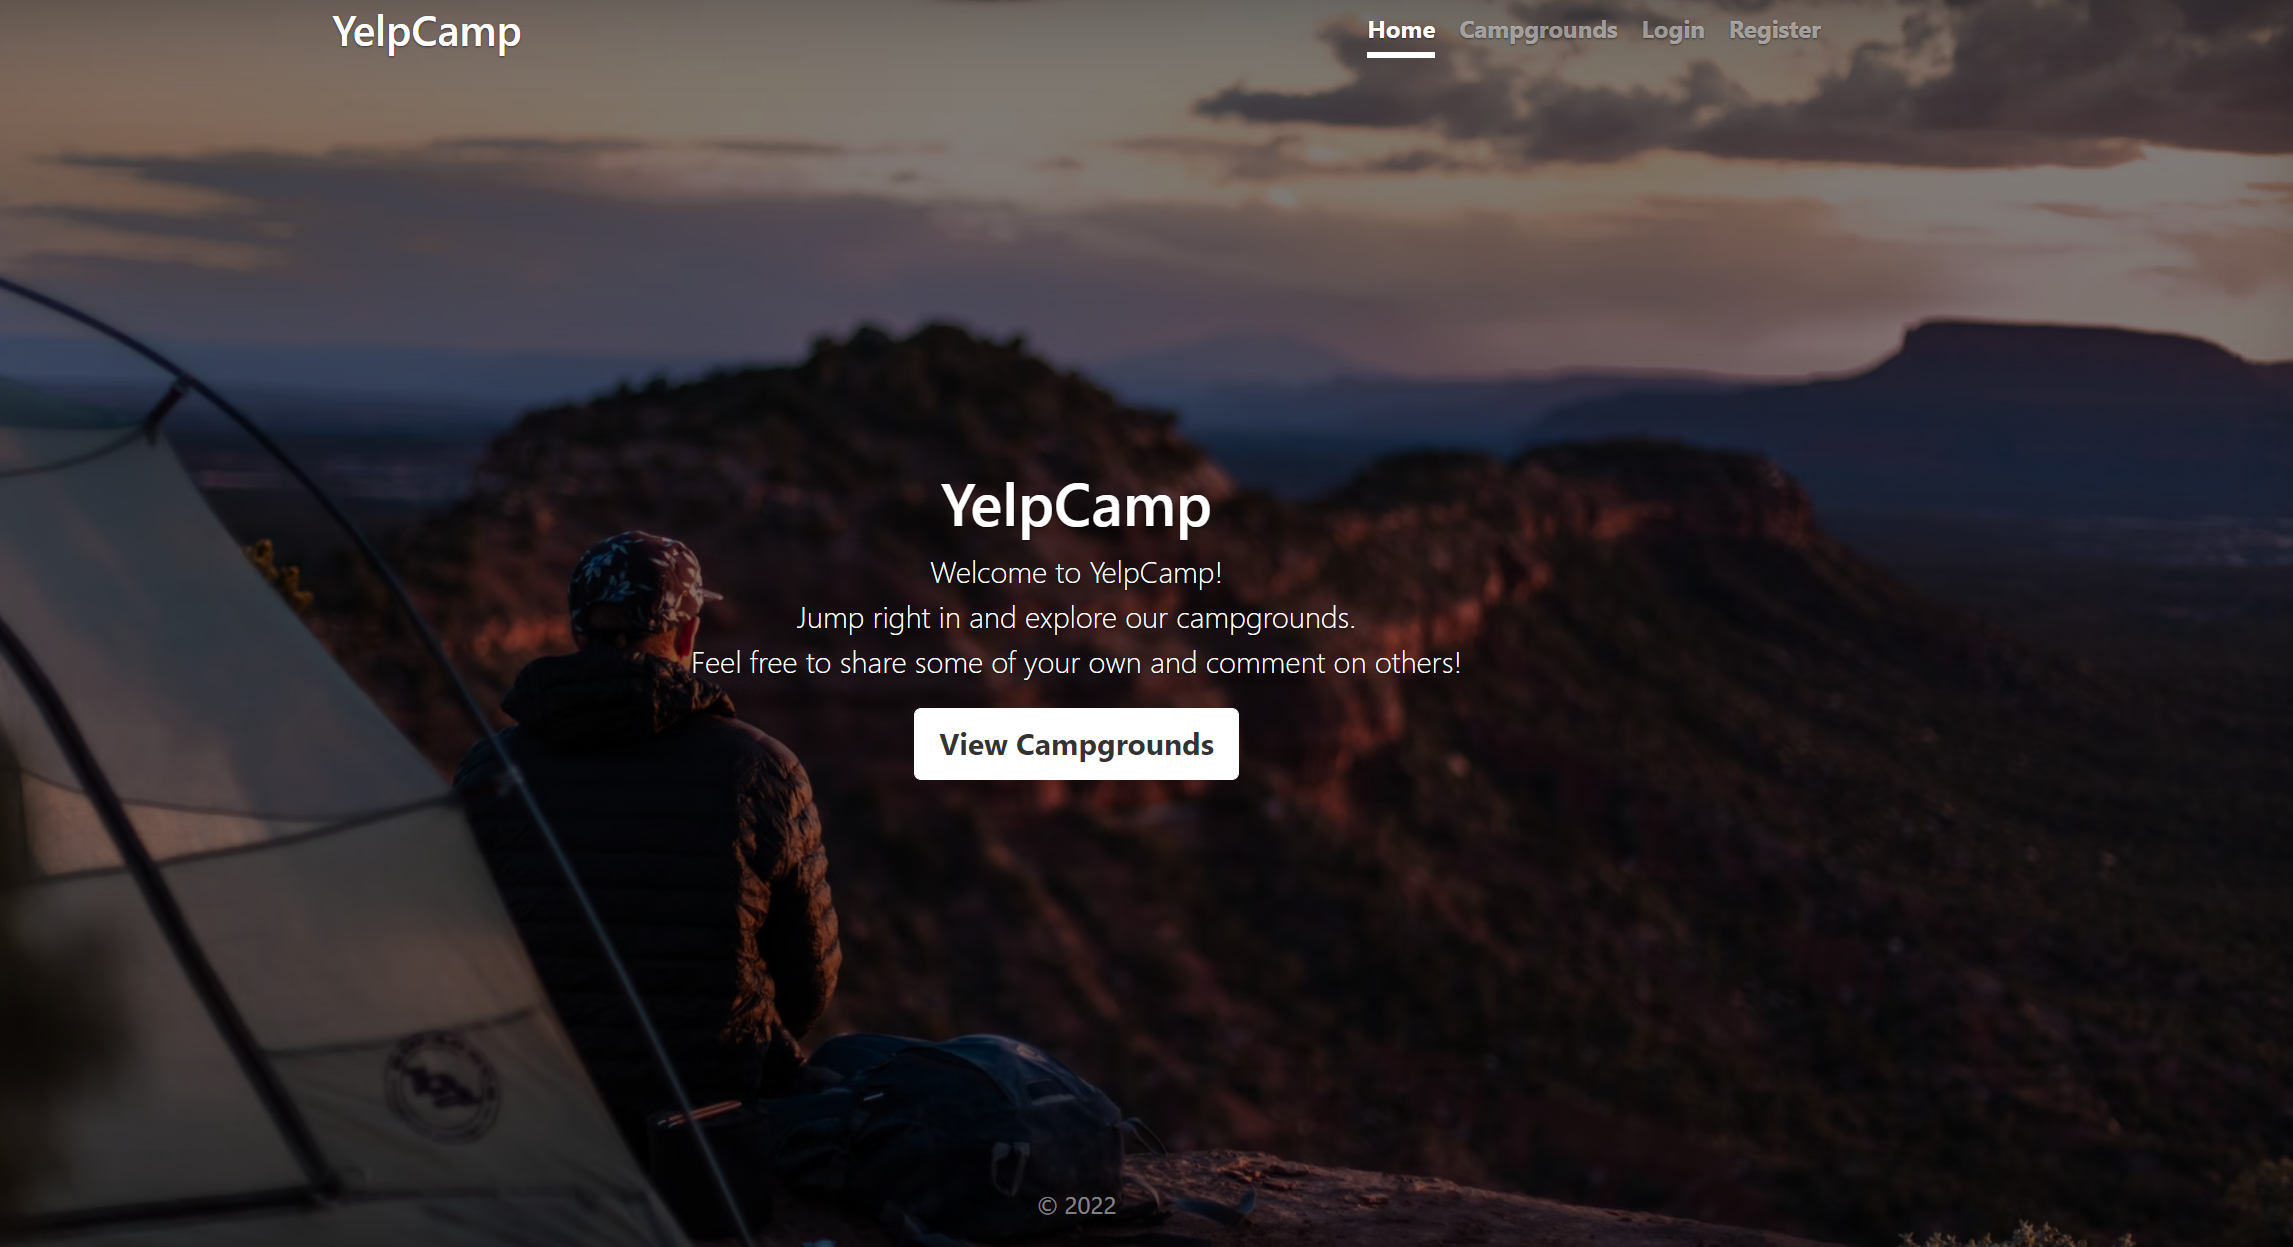 YelpCamp
Home Campgrounds Login Register
YelpCamp
Welcome to YelpCamp!
Jump right in and explore our campgrounds.
Feel free to share some of your own and comment on others!
View Campgrounds
© 2022